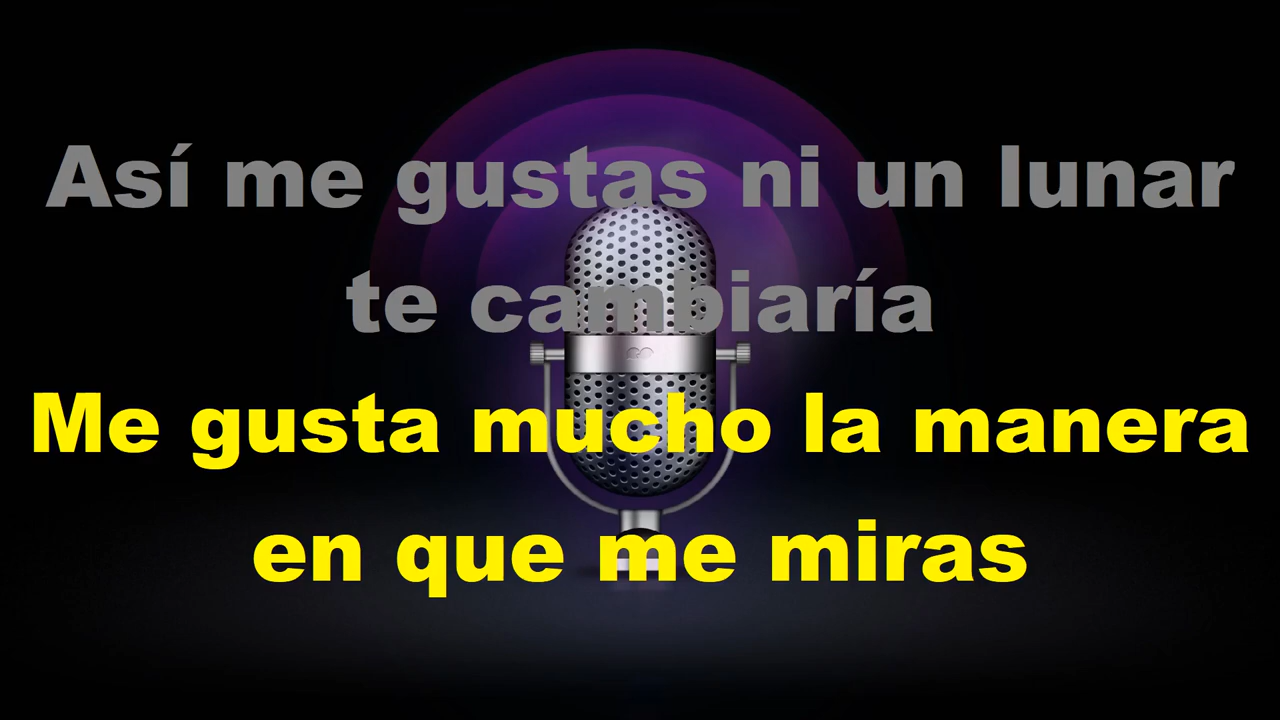 Así me gustas ni un lunar
te cambiaría
Me gusta mucho la manera
en que me miras